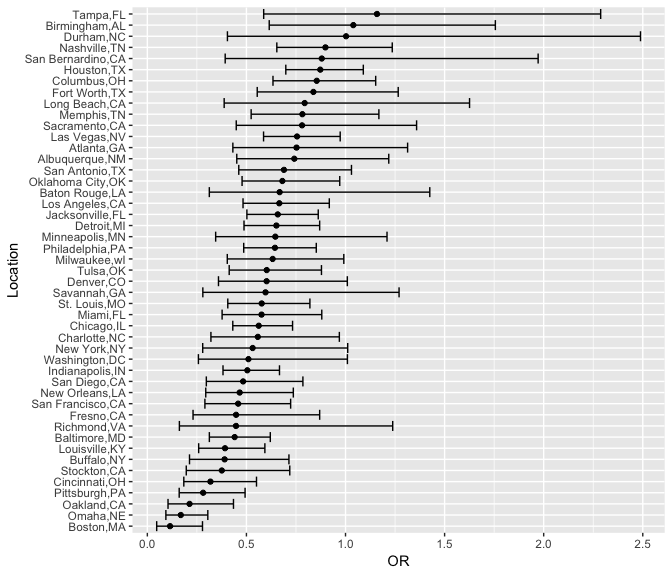 Tampa,FL
Birmingham,AL
Durham,NC
Nashville,TN
San Bernardino,CA
Houston,TX
Columbus,OH
Fort Worth,TX
Long Beach,CA
Memphis,TN
Sacramento,CA
Las Vegas,NV
Atlanta,GA
Albuquerque,NM
San Antonio,TX
Oklahoma City,OK
Baton Rouge,LA
Los Angeles,CA
Jacksonville,FL
Detroit,MI
Minneapolis,MN
Philadelphia,PA
Milwaukee,wI
Tulsa,OK
Denver,CO
Savannah,GA
St. Louis,MO
Miami,FL
Chicago,IL
Charlotte,NC
New York,NY
Washington,DC
Indianapolis,IN
San Diego,CA
New Orleans,LA
San Francisco,CA
Fresno,CA
Richmond,VA
Baltimore,MD
Louisville,KY
Buffalo,NY
Stockton,CA
Cincinnati,OH
Pittsburgh,PA
Oakland,CA
Omaha,NE
Boston,MA
Location
0.0 0.5 1.0 1.5 2.0 2.5
OR